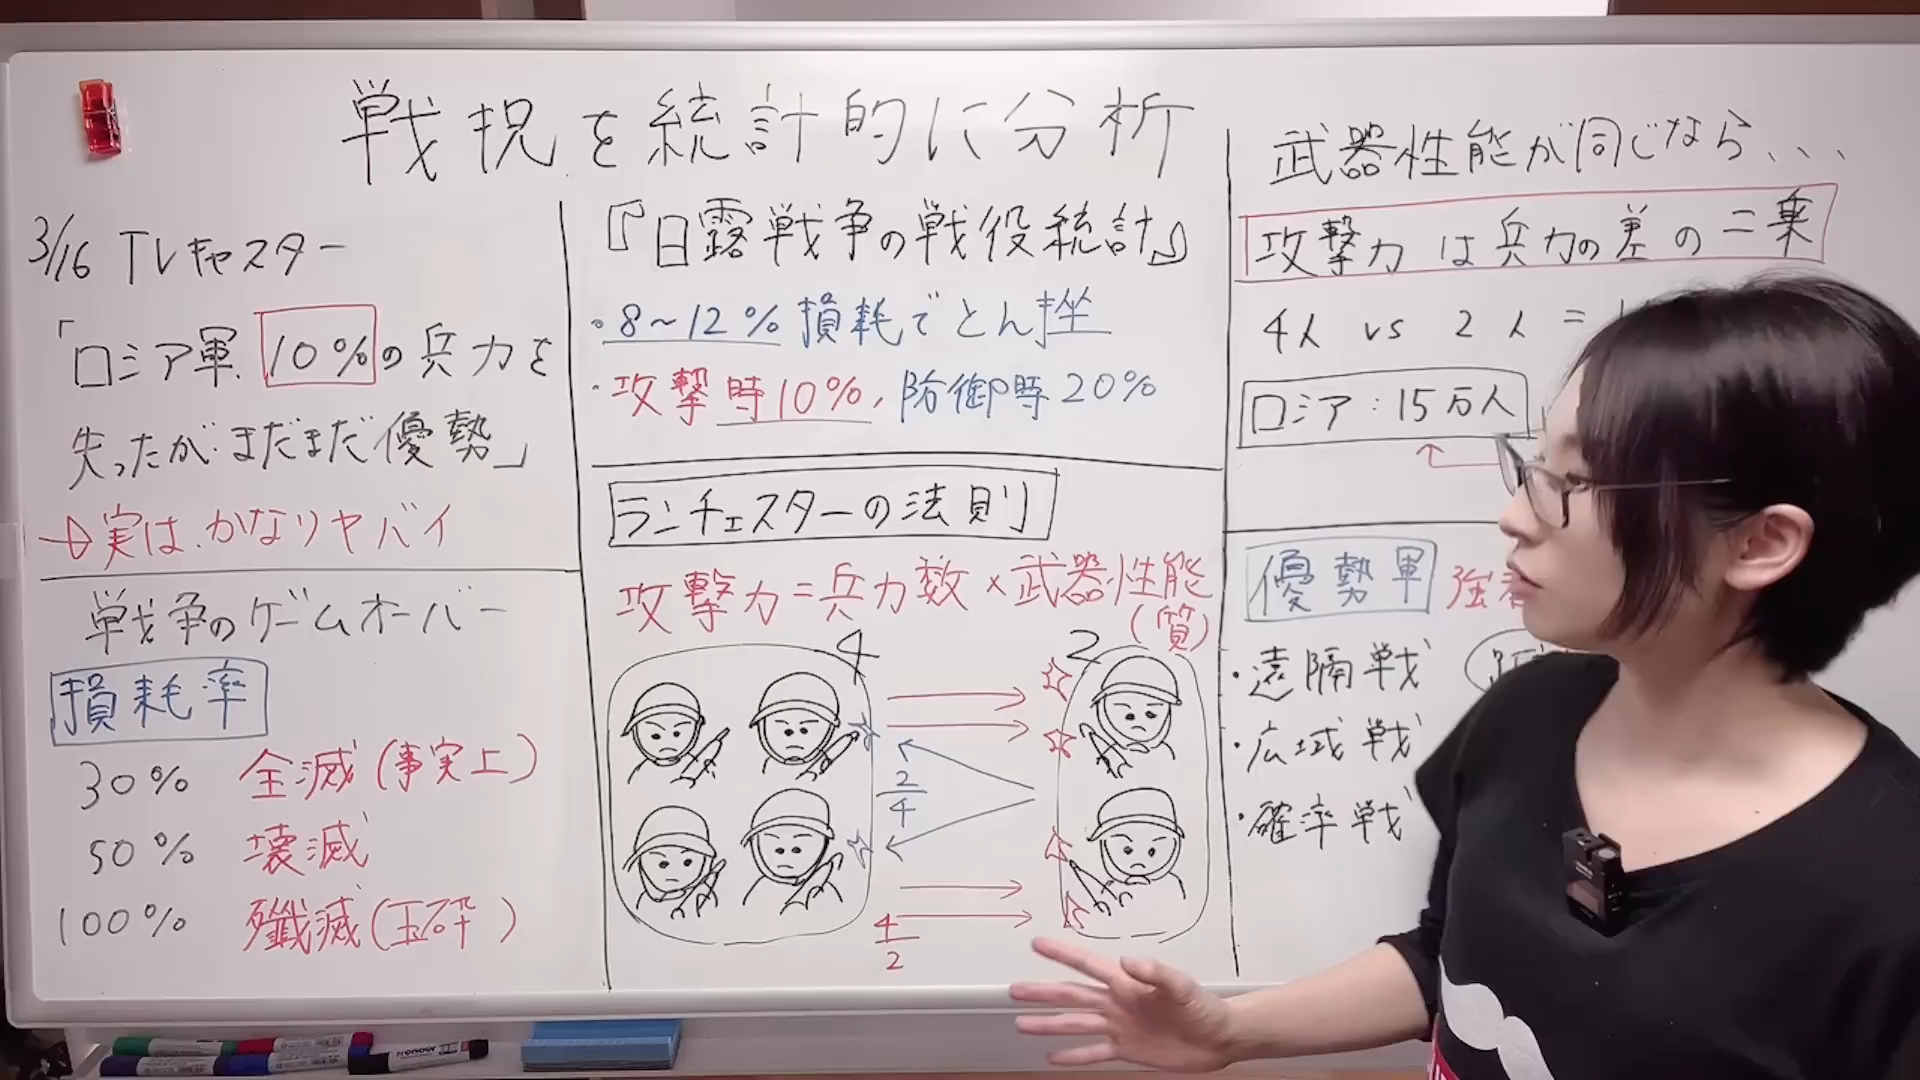 戦況を統計的に分析
3/16 TVキャスター
「ロシア軍、10%の兵力を
失ったが、まだまだ優勢」
→実は、かなりヤバイ
戦争のゲームオーバー
損耗率
30% 全滅(事実上)
50% 壊滅
100% 殲滅(玉砕)
『日露戦争の戦役統計』
・8~12%損耗でとん挫
・攻撃時10%,防御時20%
ランチェスターの法則
攻撃力=兵力数×武器性能
(質)
4
2
2/4
4/2
武器性能が同じなら、、、
攻撃力は兵力の差の二乗
4人 vs 2人 =
ロシア:15万人
優勢軍 強者
・遠隔戦
・広域戦
・確率戦